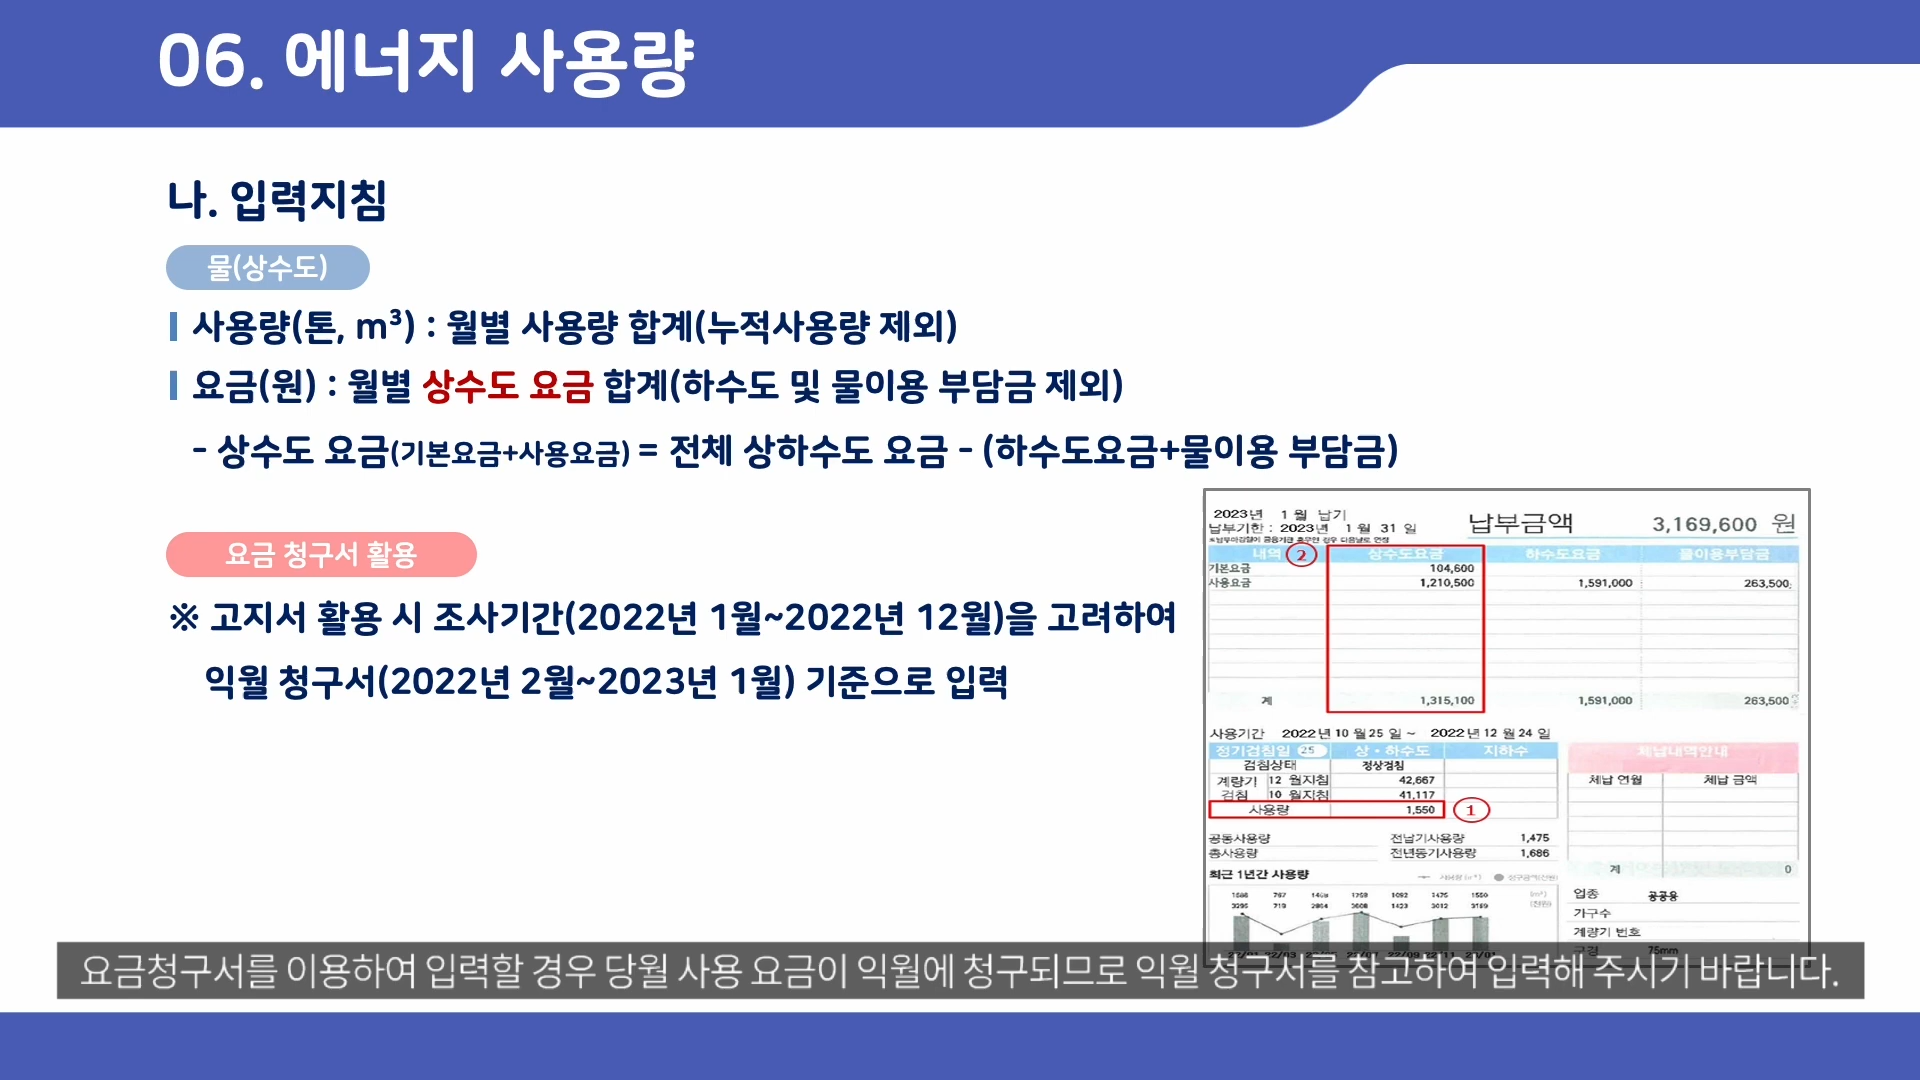 06. 에너지 사용량
나. 입력지침
물(상수도)
사용량(톤, m³) : 월별 사용량 합계(누적사용량 제외)
요금(원) : 월별 상수도 요금 합계(하수도 및 물이용 부담금 제외)
- 상수도 요금(기본요금+사용요금) = 전체 상하수도 요금 - (하수도요금+물이용 부담금)
요금 청구서 활용
※ 고지서 활용 시 조사기간(2022년 1월~2022년 12월)을 고려하여
익월 청구서(2022년 2월~2023년 1월) 기준으로 입력
2023년 1 월 납기
납부기한 : 2023년 1 월 31 일
납부금액 3,169,600 원
내역 ② 상수도요금 하수도요금 물이용부담금
기본요금 104,600
사용요금 1,210,500 1,591,000 263,500
계 1,315,100 1,591,000 263,500
사용기간 2022년 10 월 25 일 ~ 2022년 12 월 24 일
정기검침일 25 상·하수도 지하수
검침상태 정상검침
계량기 12 월지침 42,667
검침 10 월지침 41,117
사용량 1,550 ①
공동사용량 전납기사용량 1,475
총사용량 전년동기사용량 1,686
최근 1년간 사용량
체납내역안내
체납 연월 체납 금액
계 0
업종 공공용
가구수
계량기 번호
구경 75mm
요금청구서를 이용하여 입력할 경우 당월 사용 요금이 익월에 청구되므로 익월 청구서를 참고하여 입력해 주시기 바랍니다.